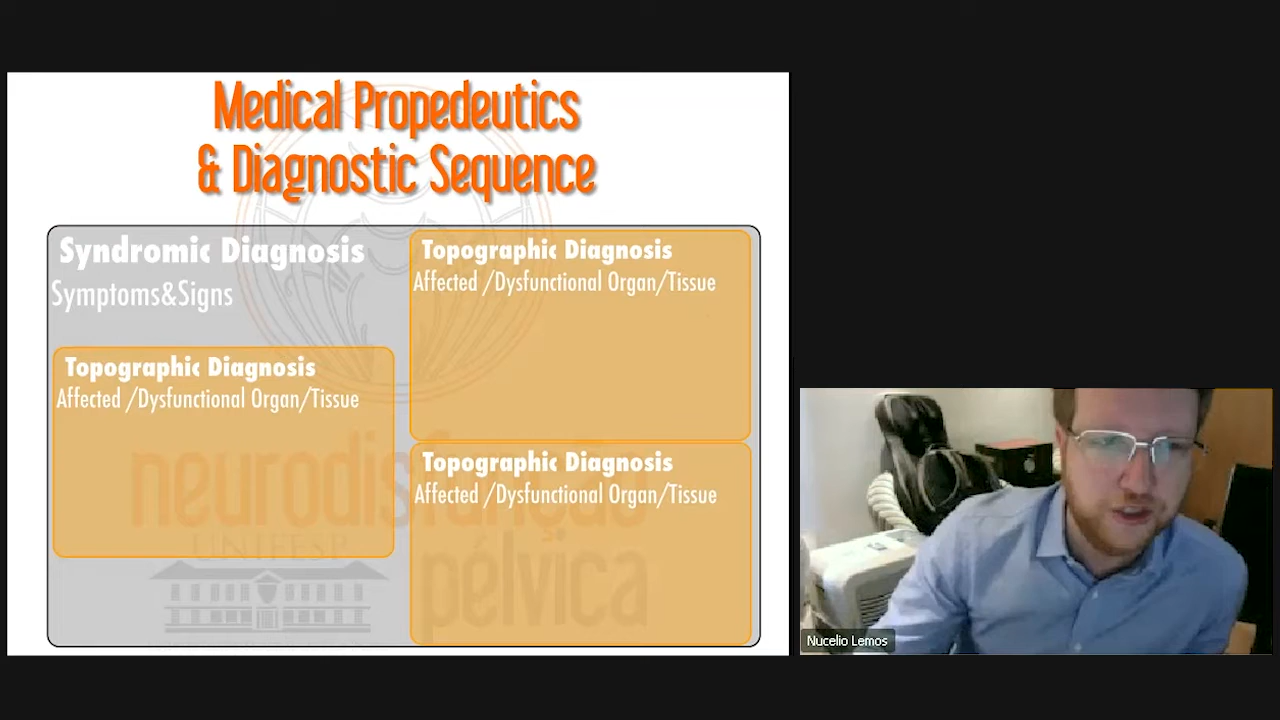 Medical Propedeutics
& Diagnostic Sequence
Syndromic Diagnosis
Symptoms&Signs
Topographic Diagnosis
Affected /Dysfunctional Organ/Tissue
Topographic Diagnosis
Affected /Dysfunctional Organ/Tissue
Topographic Diagnosis
Affected /Dysfunctional Organ/Tissue
neurodisfunção
UNIFESP
pélvica
Nucelio Lemos